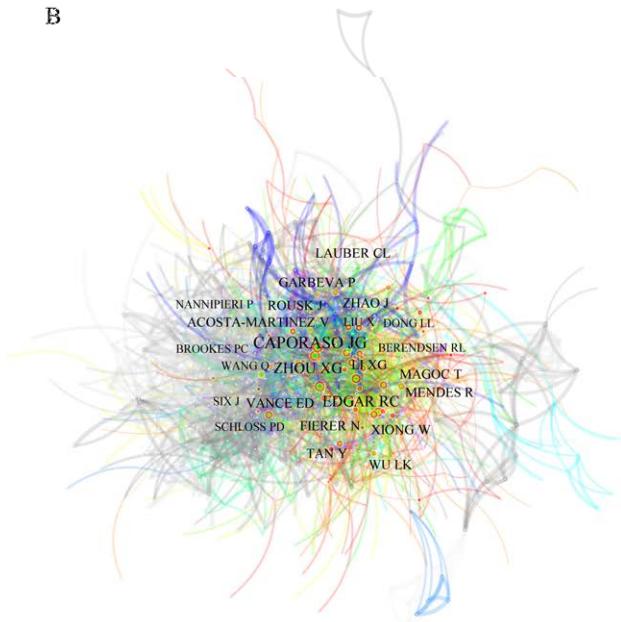 B
LAUBER CL
GARBEVA P
NANNIPIERI P ROUSK J ZHAO J
ACOSTA-MARTINEZ V LIU X DONG LL
BROOKES PC CAPORASO JG BERENDSEN RL
WANG Q ZHOU XG LI XG
MAGOC T
MENDES R
SIX J VANCE ED EDGAR RC
SCHLOSS PD FIERER N XIONG W
TAN Y
WU LK